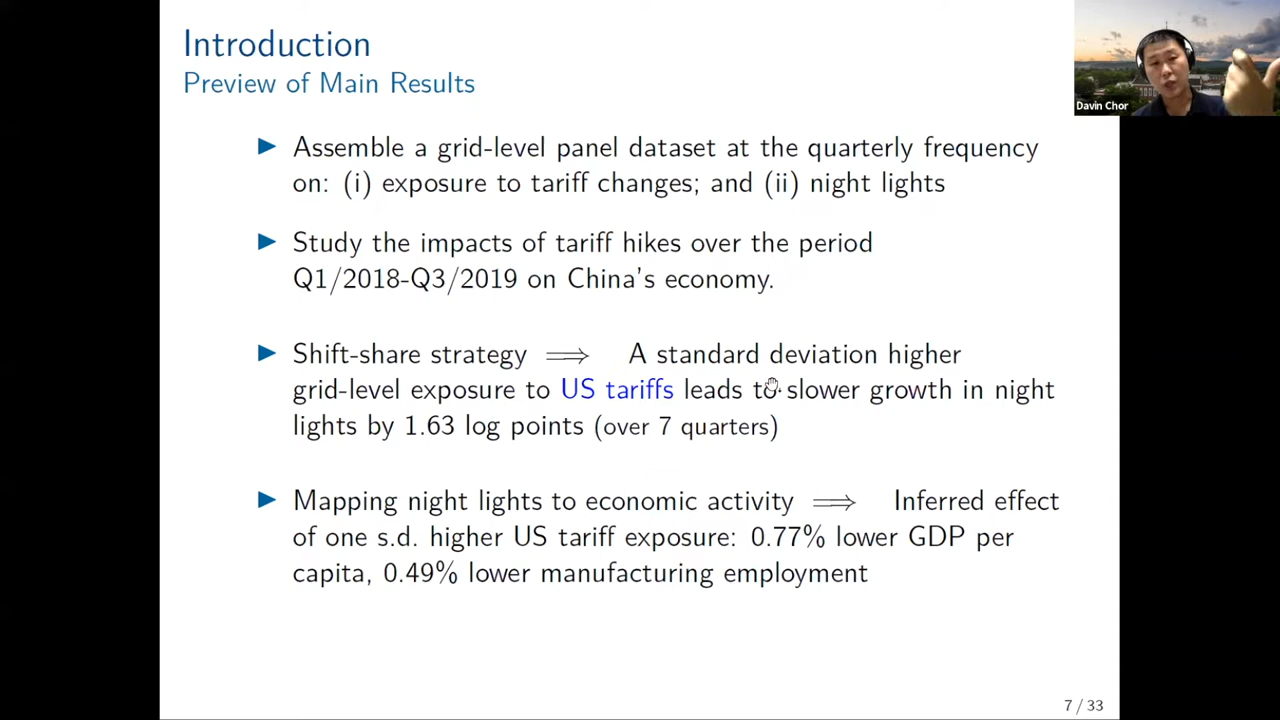 Introduction
Preview of Main Results
Davin Chor
▶ Assemble a grid-level panel dataset at the quarterly frequency
on: (i) exposure to tariff changes; and (ii) night lights
▶ Study the impacts of tariff hikes over the period
Q1/2018-Q3/2019 on China's economy.
▶ Shift-share strategy ⟹ A standard deviation higher
grid-level exposure to US tariffs leads to slower growth in night
lights by 1.63 log points (over 7 quarters)
▶ Mapping night lights to economic activity ⟹ Inferred effect
of one s.d. higher US tariff exposure: 0.77% lower GDP per
capita, 0.49% lower manufacturing employment
7 / 33